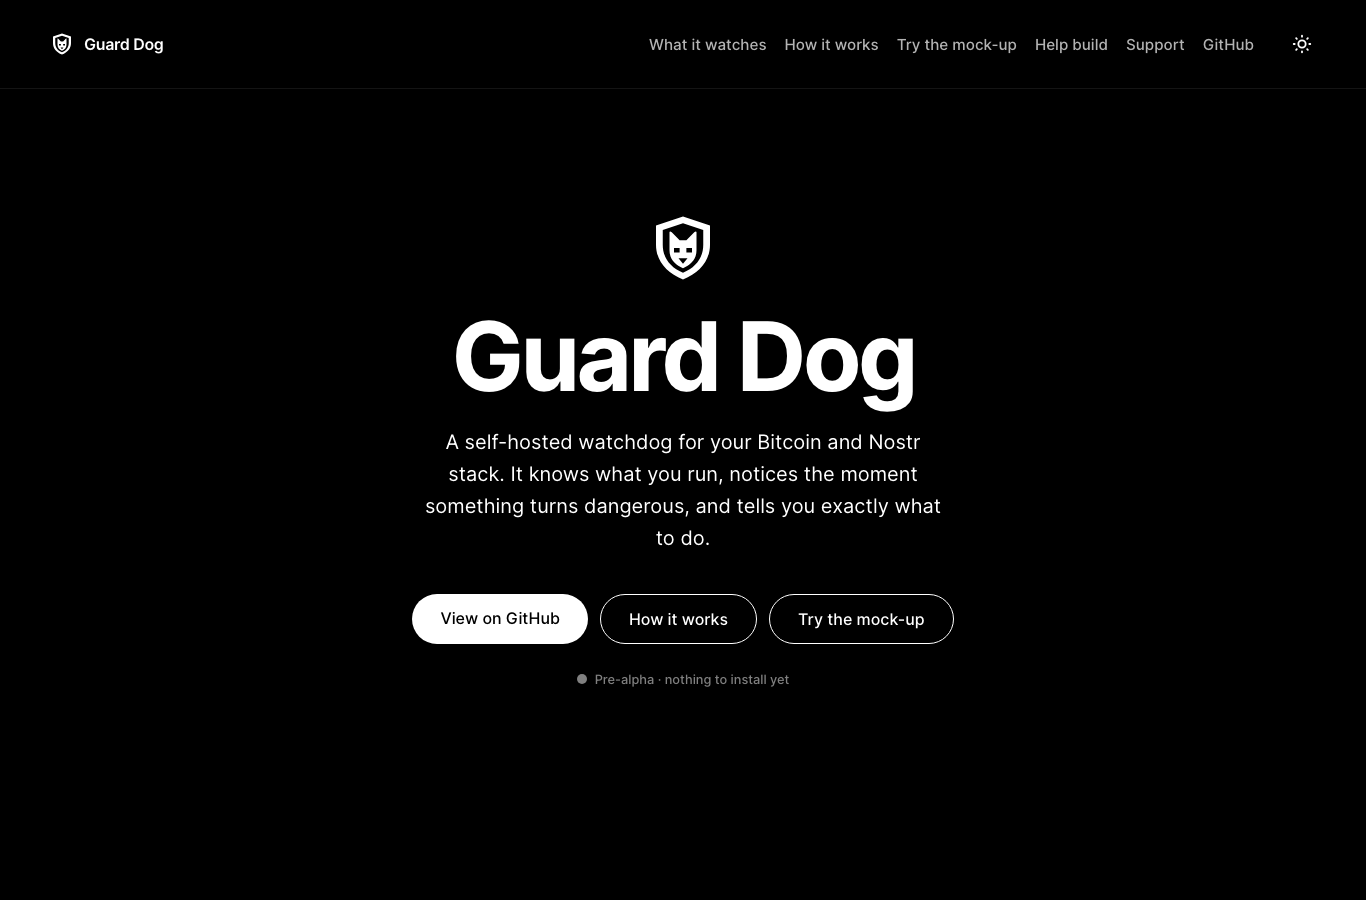 Guard Dog
What it watches
How it works
Try the mock-up
Help build
Support
GitHub
Guard Dog
A self-hosted watchdog for your Bitcoin and Nostr
stack. It knows what you run, notices the moment
something turns dangerous, and tells you exactly what
to do.
View on GitHub
How it works
Try the mock-up
Pre-alpha · nothing to install yet